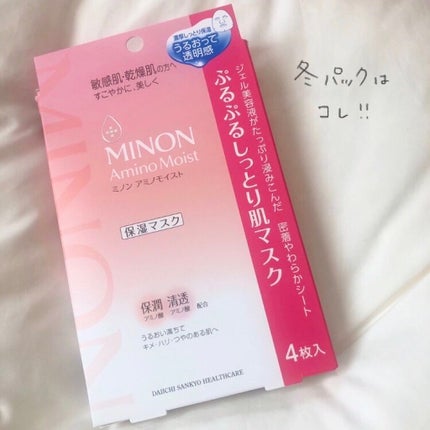 濃厚しっとり保湿
うるおって
透明感
敏感肌・乾燥肌の方へ
すこやかに、美しく
MINON
Amino Moist
ミノン アミノモイスト
保湿マスク
保潤 清透
アミノ酸 アミノ酸 配合
うるおい満ちて
キメ・ハリ・つやのある肌へ
DAIICHI SANKYO HEALTHCARE
ジェル美容液がたっぷり浸みこんだ 密着やわらかシート
ぷるぷるしっとり肌マスク
4枚入
MINON
冬パックは
コレ!!